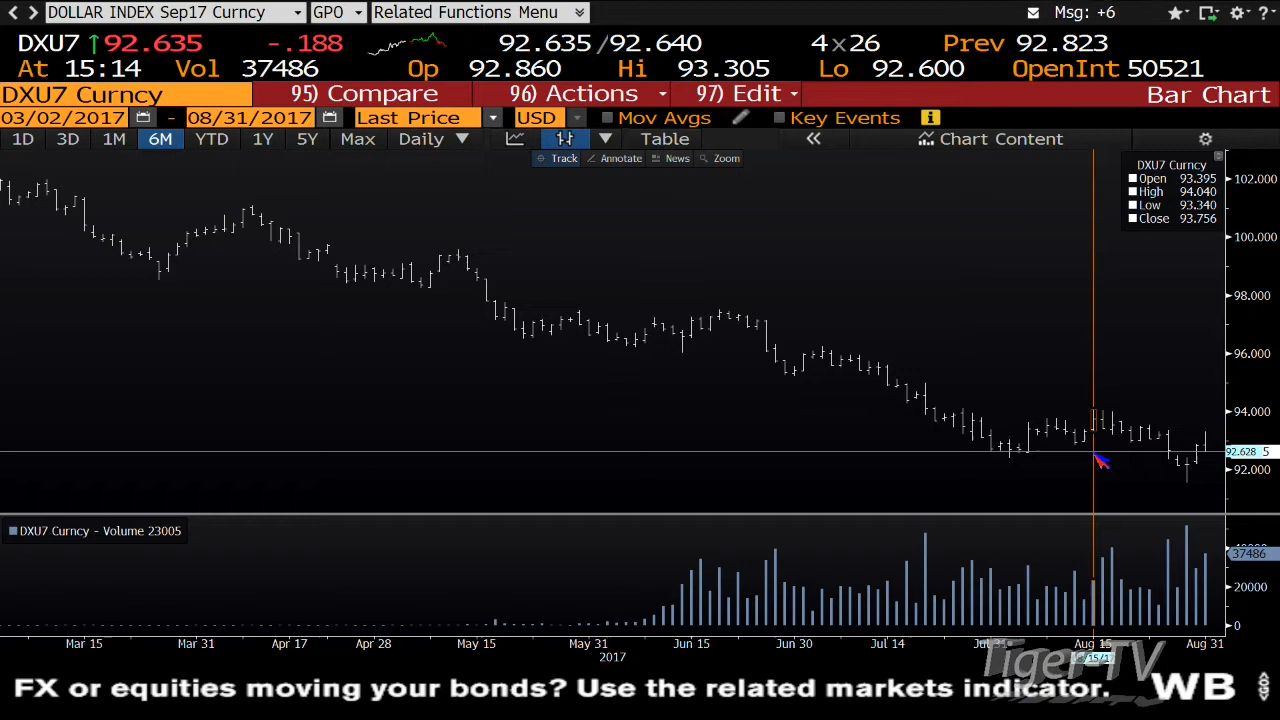 DOLLAR INDEX Sep17 Curncy GPO Related Functions Menu Msg: +6
DXU7 ↑92.635 -.188 92.635/92.640 4x26 Prev 92.823
At 15:14 Vol 37486 Op 92.860 Hi 93.305 Lo 92.600 OpenInt 50521
DXU7 Curncy 95) Compare 96) Actions 97) Edit Bar Chart
03/02/2017 - 08/31/2017 Last Price USD Mov Avgs Key Events
1D 3D 1M 6M YTD 1Y 5Y Max Daily Table « Chart Content
Track Annotate News Zoom
DXU7 Curncy
Open 93.395
High 94.040
Low 93.340
Close 93.756
102.000
100.000
98.000
96.000
94.000
92.628 5
92.000
DXU7 Curncy - Volume 23005
37486
20000
0
Mar 15 Mar 31 Apr 17 Apr 28 May 15 May 31 Jun 15 Jun 30 Jul 14 Jul 31 Aug 15 Aug 31
2017
Tiger-TV
FX or equities moving your bonds? Use the related markets indicator. WB